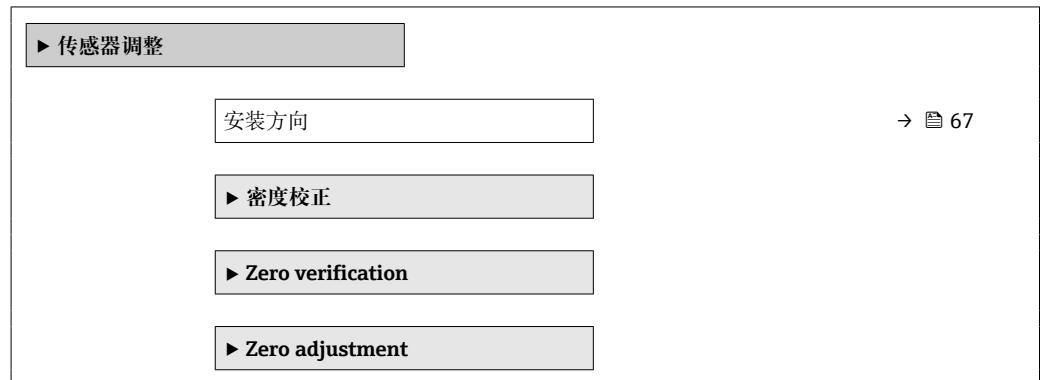 ▶ 传感器调整
安装方向 → 67
▶ 密度校正
▶ Zero verification
▶ Zero adjustment